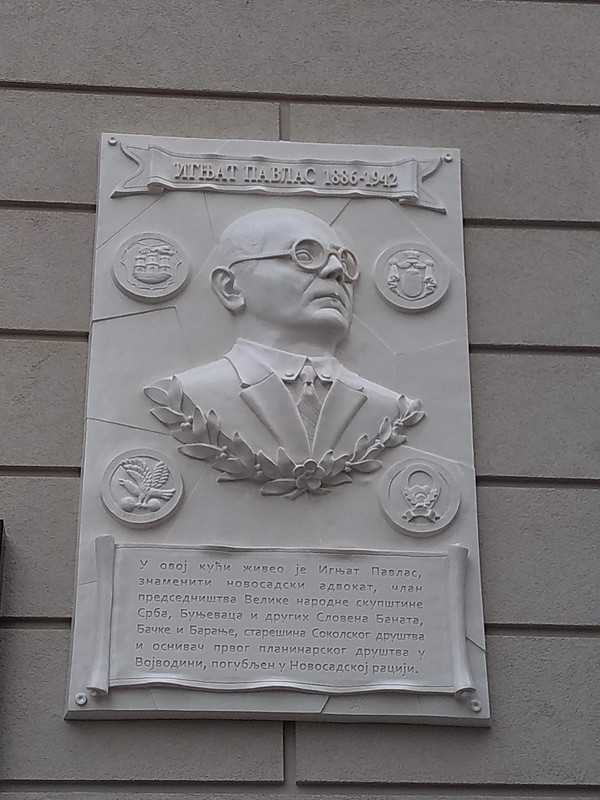 ИГЊАТ ПАВЛАС 1886-1942
У овој кући живео је Игњат Павлас,
знаменити новосадски адвокат, члан
председништва Велике народне скупштине
Срба, Буњеваца и других Словена Баната,
Бачке и Барање, старешина Соколског друштва
и оснивач првог планинарског друштва у
Војводини, погубљен у Новосадској рацији.